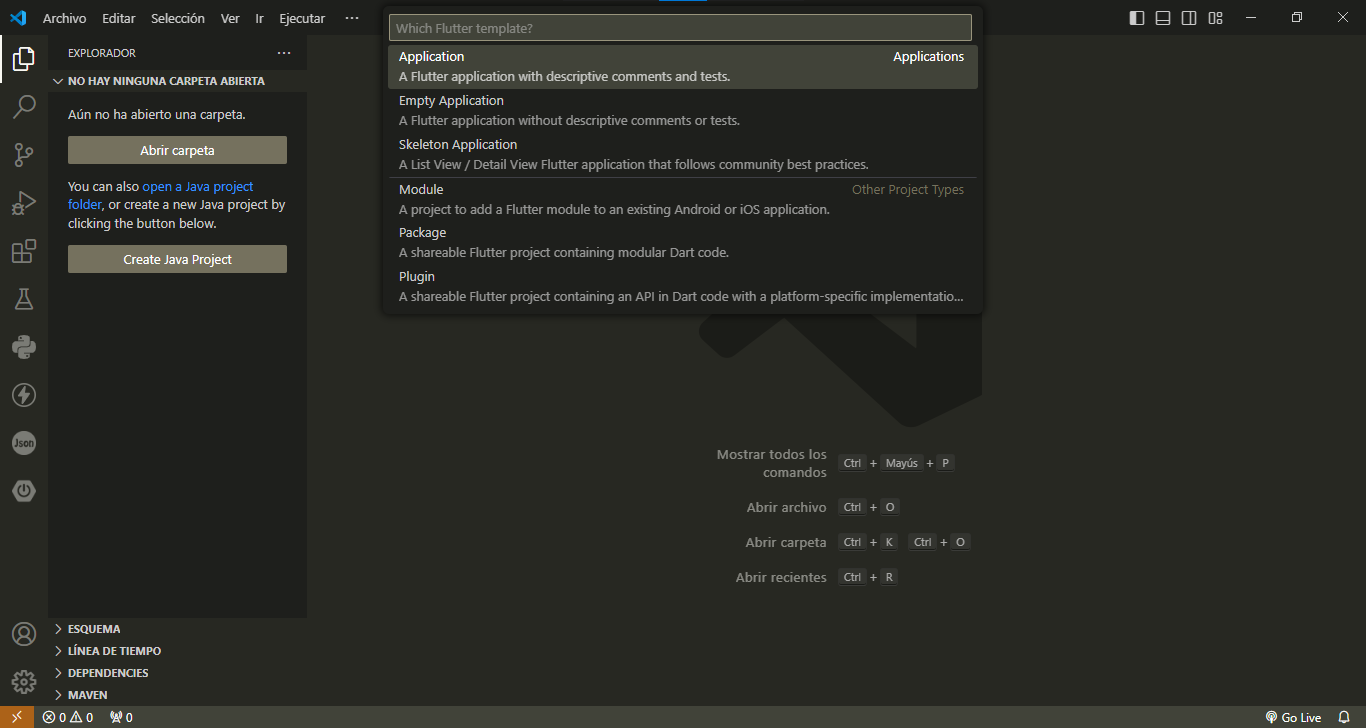 Archivo Editar Selección Ver Ir Ejecutar ···
Which Flutter template?
Application Applications
A Flutter application with descriptive comments and tests.
Empty Application
A Flutter application without descriptive comments or tests.
Skeleton Application
A List View / Detail View Flutter application that follows community best practices.
Module Other Project Types
A project to add a Flutter module to an existing Android or iOS application.
Package
A shareable Flutter project containing modular Dart code.
Plugin
A shareable Flutter project containing an API in Dart code with a platform-specific implementatio...
EXPLORADOR ···
NO HAY NINGUNA CARPETA ABIERTA
Aún no ha abierto una carpeta.
Abrir carpeta
You can also open a Java project
folder, or create a new Java project by
clicking the button below.
Create Java Project
Json
Mostrar todos los
comandos Ctrl + Mayús + P
Abrir archivo Ctrl + O
Abrir carpeta Ctrl + K Ctrl + O
Abrir recientes Ctrl + R
ESQUEMA
LÍNEA DE TIEMPO
DEPENDENCIES
MAVEN
0 0 0 Go Live